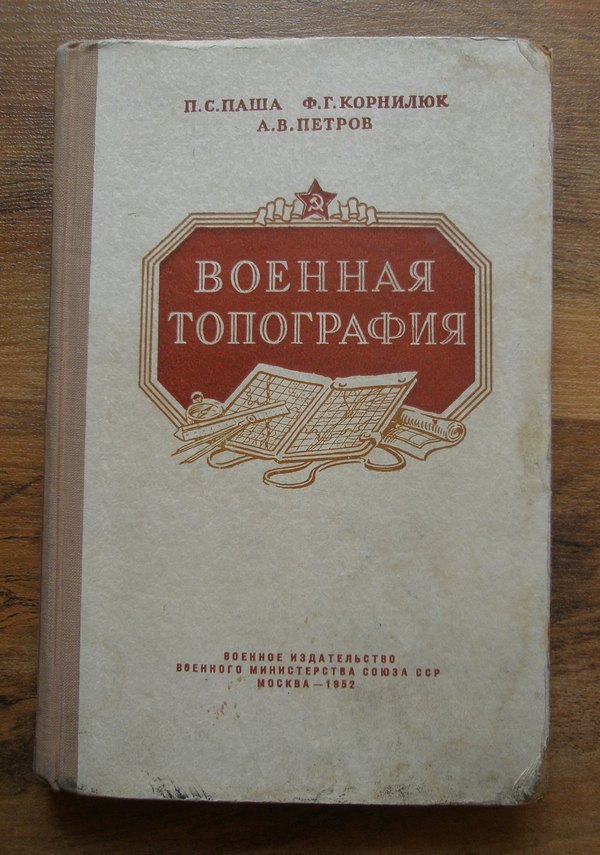 П.С.ПАША Ф.Г.КОРНИЛЮК
А.В.ПЕТРОВ
ВОЕННАЯ
ТОПОГРАФИЯ
ВОЕННОЕ ИЗДАТЕЛЬСТВО
ВОЕННОГО МИНИСТЕРСТВА СОЮЗА ССР
МОСКВА—1952